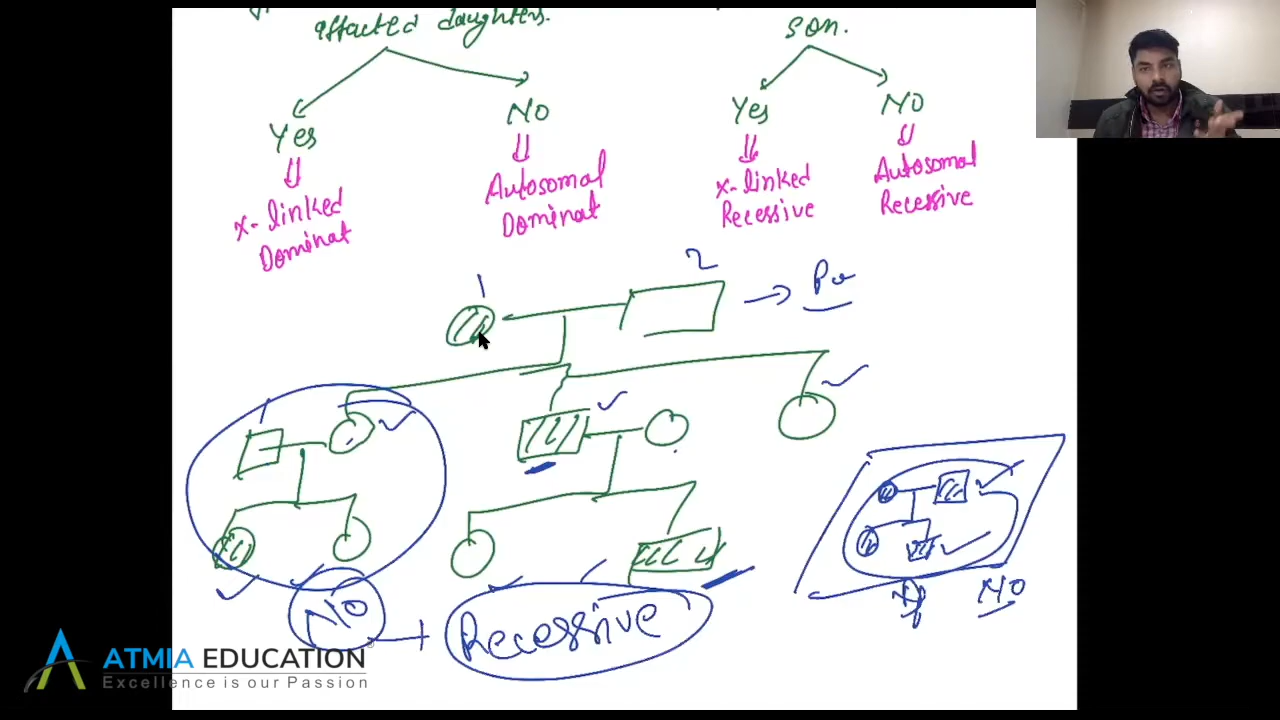 affected daughters.
son.
Yes
NO
Yes
NO
X-linked
Dominat
Autosomal
Dominat
X-linked
Recessive
Autosomal
Recessive
1
2
NO
+ Recessive
NO
ATMIA EDUCATION
Excellence is our Passion